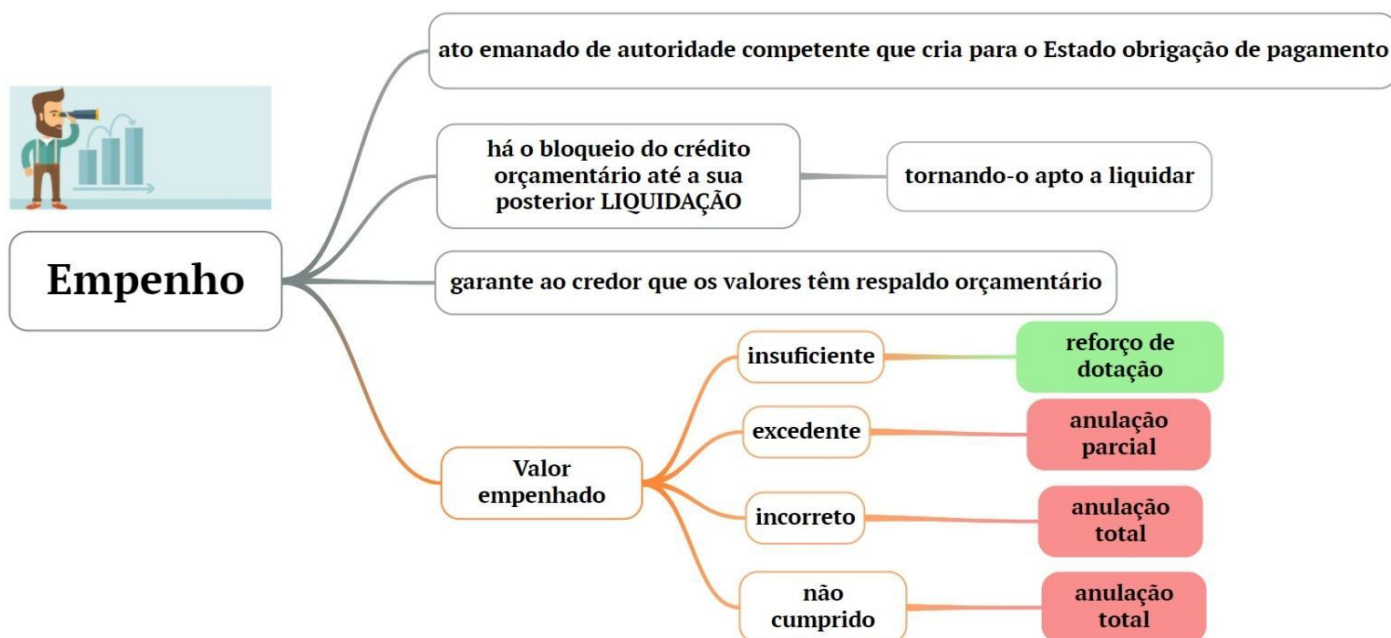 ato emanado de autoridade competente que cria para o Estado obrigação de pagamento
há o bloqueio do crédito
orçamentário até a sua
posterior LIQUIDAÇÃO
tornando-o apto a liquidar
Empenho
garante ao credor que os valores têm respaldo orçamentário
Valor
empenhado
insuficiente
reforço de
dotação
excedente
anulação
parcial
incorreto
anulação
total
não
cumprido
anulação
total